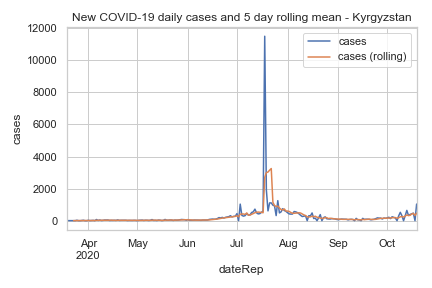 New COVID-19 daily cases and 5 day rolling mean - Kyrgyzstan
12000
10000
8000
6000
4000
2000
0
cases
cases
cases (rolling)
Apr
2020
May
Jun
Jul
Aug
Sep
Oct
dateRep